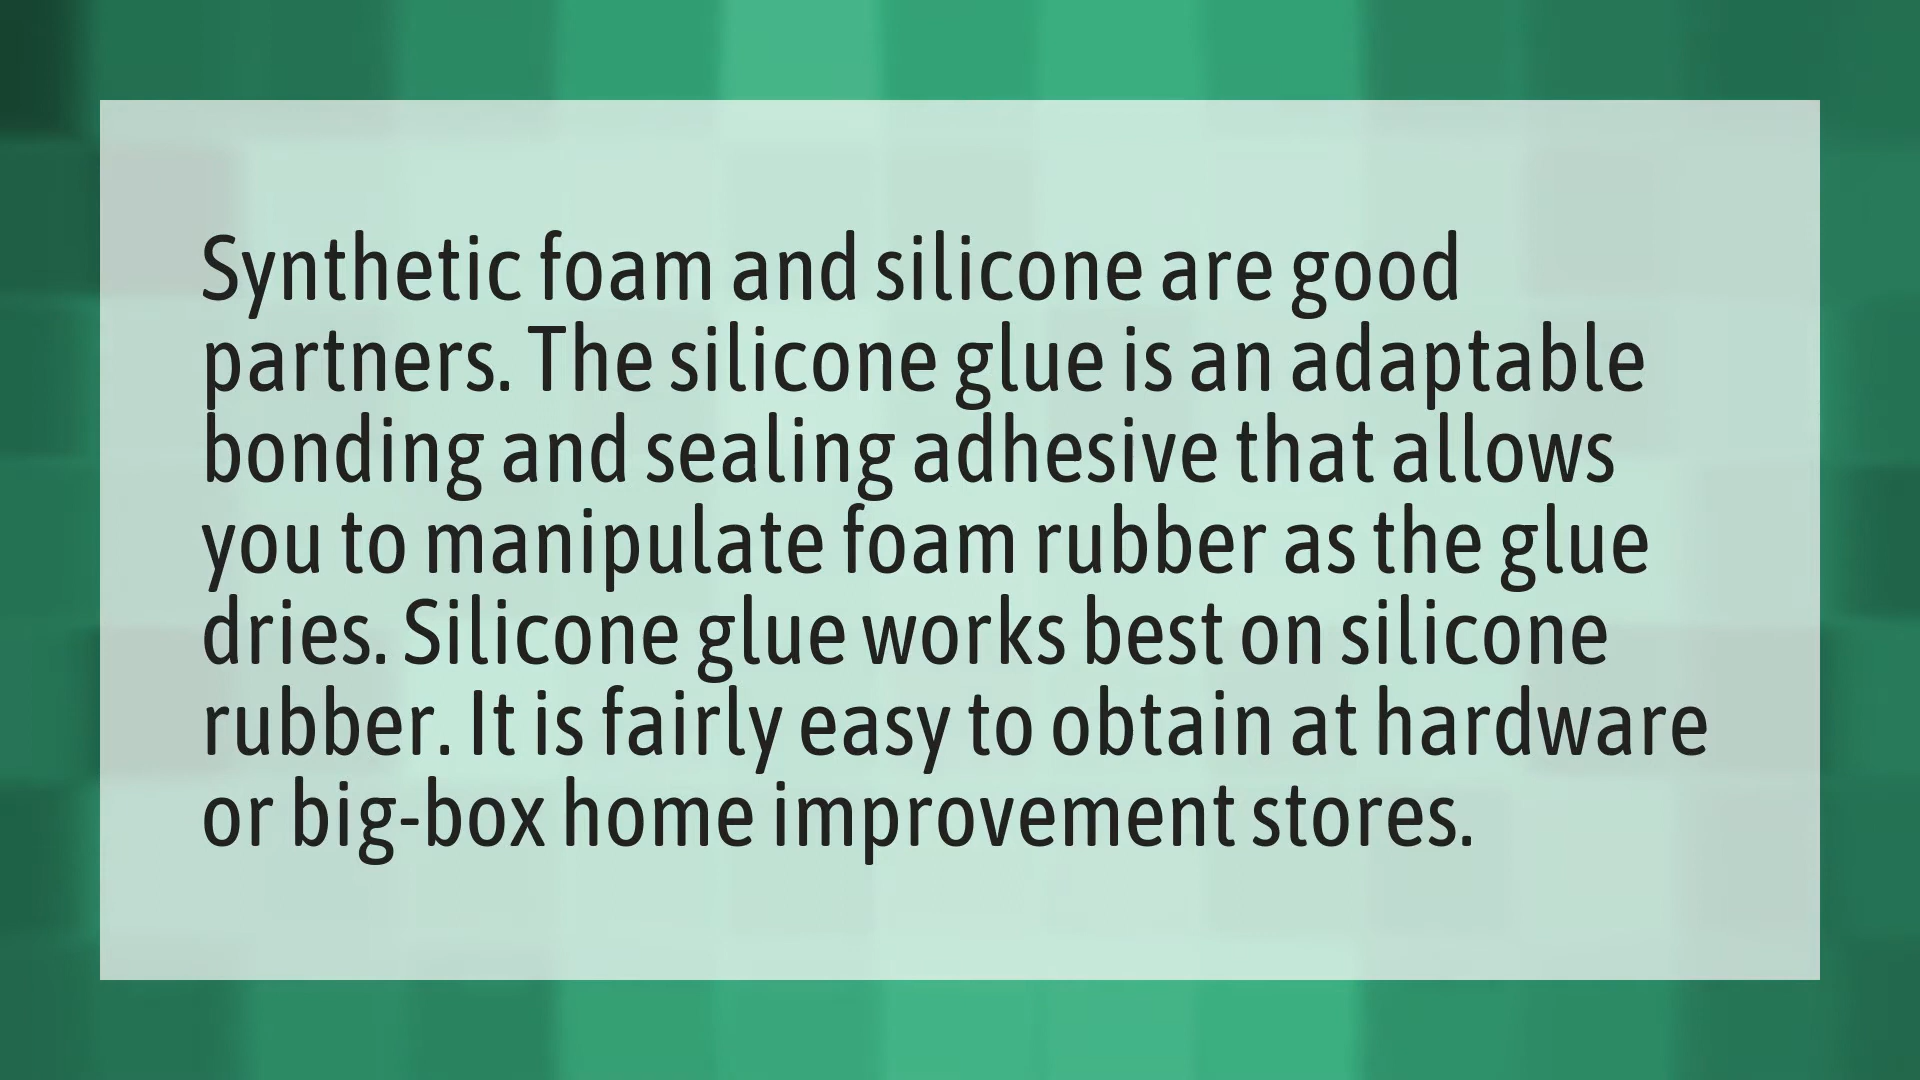 Synthetic foam and silicone are good
partners. The silicone glue is an adaptable
bonding and sealing adhesive that allows
you to manipulate foam rubber as the glue
dries. Silicone glue works best on silicone
rubber. It is fairly easy to obtain at hardware
or big-box home improvement stores.